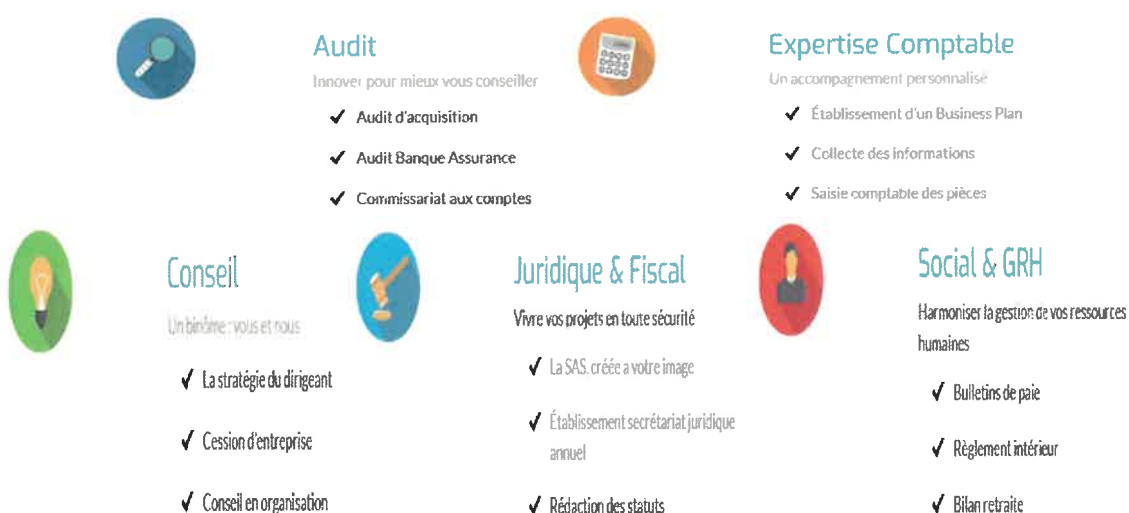 Audit
Innover pour mieux vous conseiller
Audit d'acquisition
Audit Banque Assurance
Commissariat aux comptes
Expertise Comptable
Un accompagnement personnalisé
Établissement d'un Business Plan
Collecte des informations
Saisie comptable des pièces
Conseil
Un binôme : vous et nous
La stratégie du dirigeant
Cession d'entreprise
Conseil en organisation
Juridique & Fiscal
Vivre vos projets en toute sécurité
La SAS, créée a votre image
Établissement secrétariat juridique
annuel
Rédaction des statuts
Social & GRH
Harmoniser la gestion de vos ressources
humaines
Bulletins de paie
Règlement intérieur
Bilan retraite